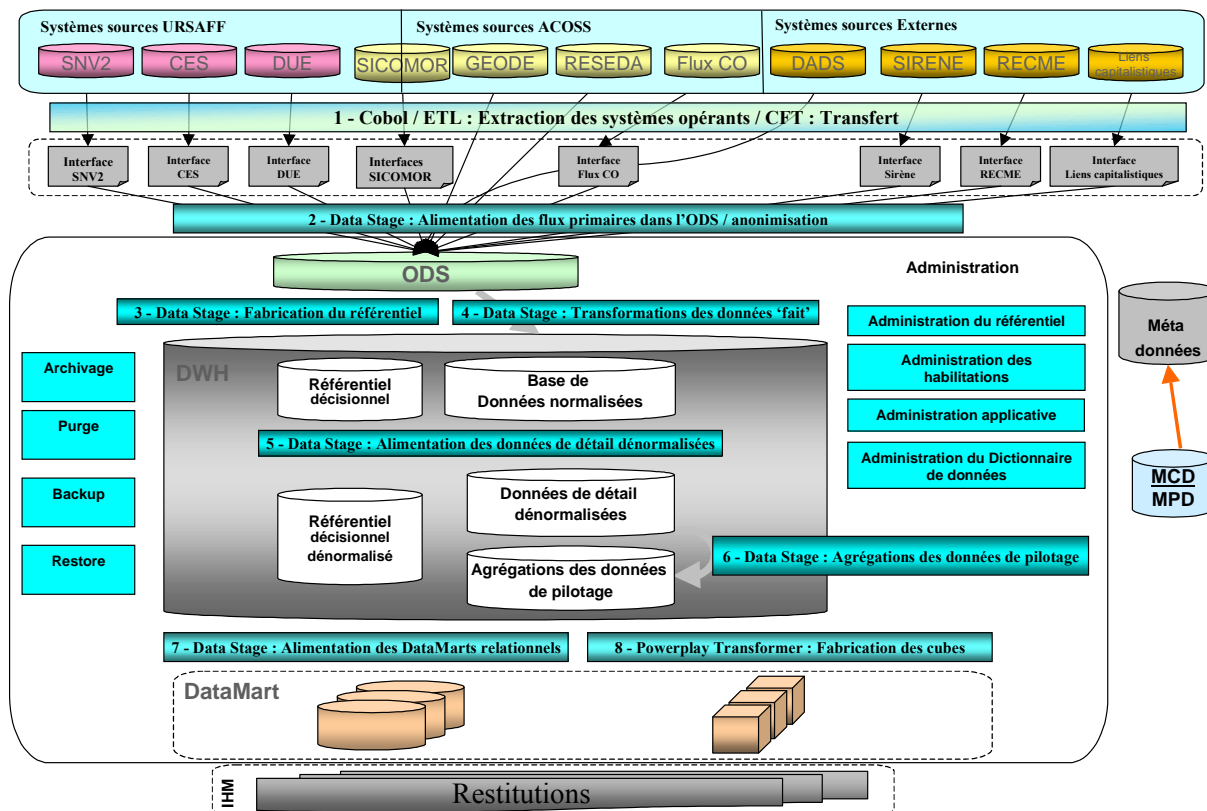 Systèmes sources URSAFF
Systèmes sources ACOSS
Systèmes sources Externes
SNV2
CES
DUE
SICOMOR
GEODE
RESEDA
Flux CO
DADS
SIRENE
RECME
Liens
capitalistiques
1 - Cobol / ETL : Extraction des systèmes opérants / CFT : Transfert
Interface
SNV2
Interface
CES
Interface
DUE
Interfaces
SICOMOR
Interface
Flux CO
Interface
Sirène
Interface
RECME
Interface
Liens capitalistiques
2 - Data Stage : Alimentation des flux primaires dans l'ODS / anonimisation
ODS
Administration
3 - Data Stage : Fabrication du référentiel
4 - Data Stage : Transformations des données ‘fait’
Administration du référentiel
Administration des
habilitations
Administration applicative
Administration du Dictionnaire
de données
Méta
données
MCD
MPD
Archivage
Purge
Backup
Restore
DWH
Référentiel
décisionnel
Base de
Données normalisées
5 - Data Stage : Alimentation des données de détail dénormalisées
Référentiel
décisionnel
dénormalisé
Données de détail
dénormalisées
Agrégations des données
de pilotage
6 - Data Stage : Agrégations des données de pilotage
7 - Data Stage : Alimentation des DataMarts relationnels
8 - Powerplay Transformer : Fabrication des cubes
DataMart
IHM
Restitutions